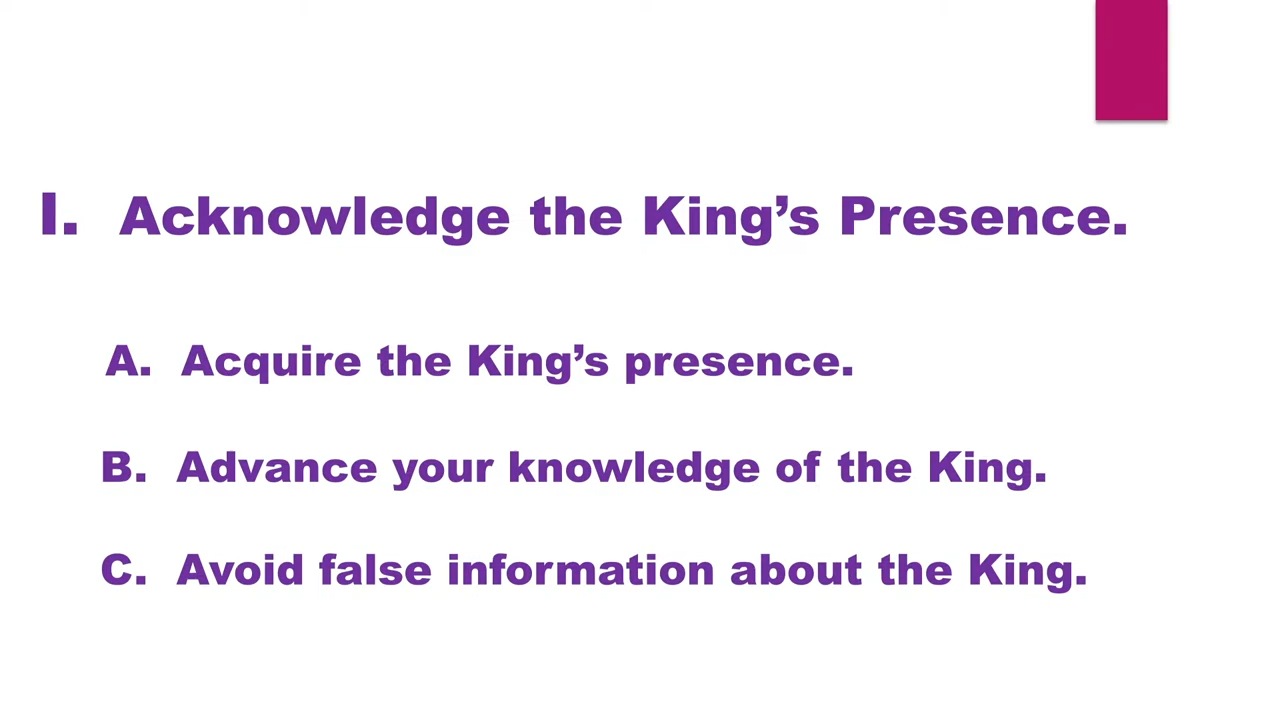 I. Acknowledge the King’s Presence.
A. Acquire the King’s presence.
B. Advance your knowledge of the King.
C. Avoid false information about the King.